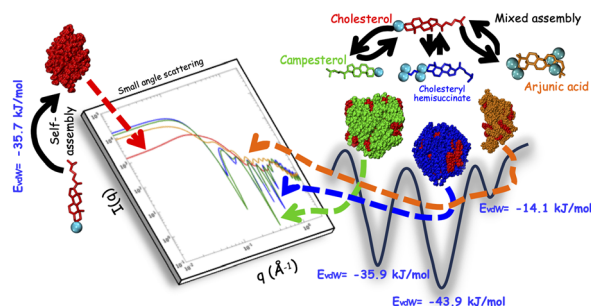 Cholesterol
Mixed assembly
Campesterol
Cholesteryl
hemisuccinate
Arjunic acid
Small angle scattering
EvdW= -35.7 kJ/mol
Self-
assembly
I(q)
q (Å-1)
EvdW= -14.1 kJ/mol
EvdW= -35.9 kJ/mol
EvdW= -43.9 kJ/mol